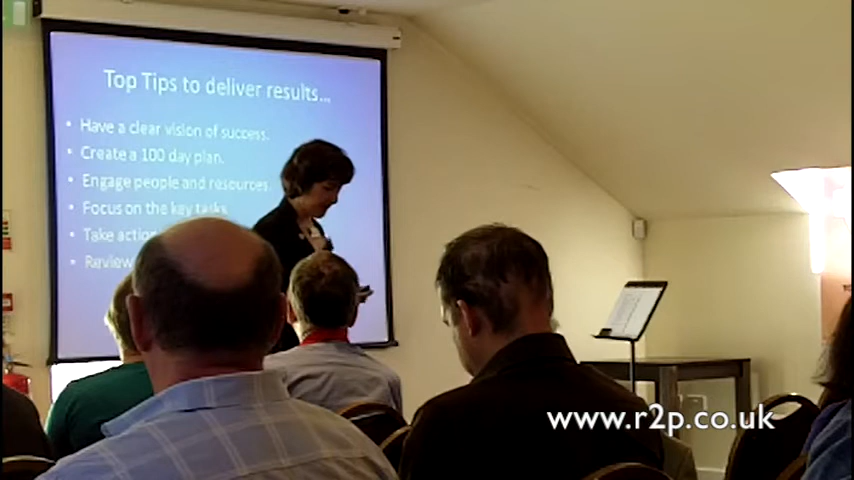 Top Tips to deliver results...
• Have a clear vision of success.
• Create a 100 day plan.
• Engage people and resources.
• Focus on the key tasks.
• Take action
• Review
www.r2p.co.uk